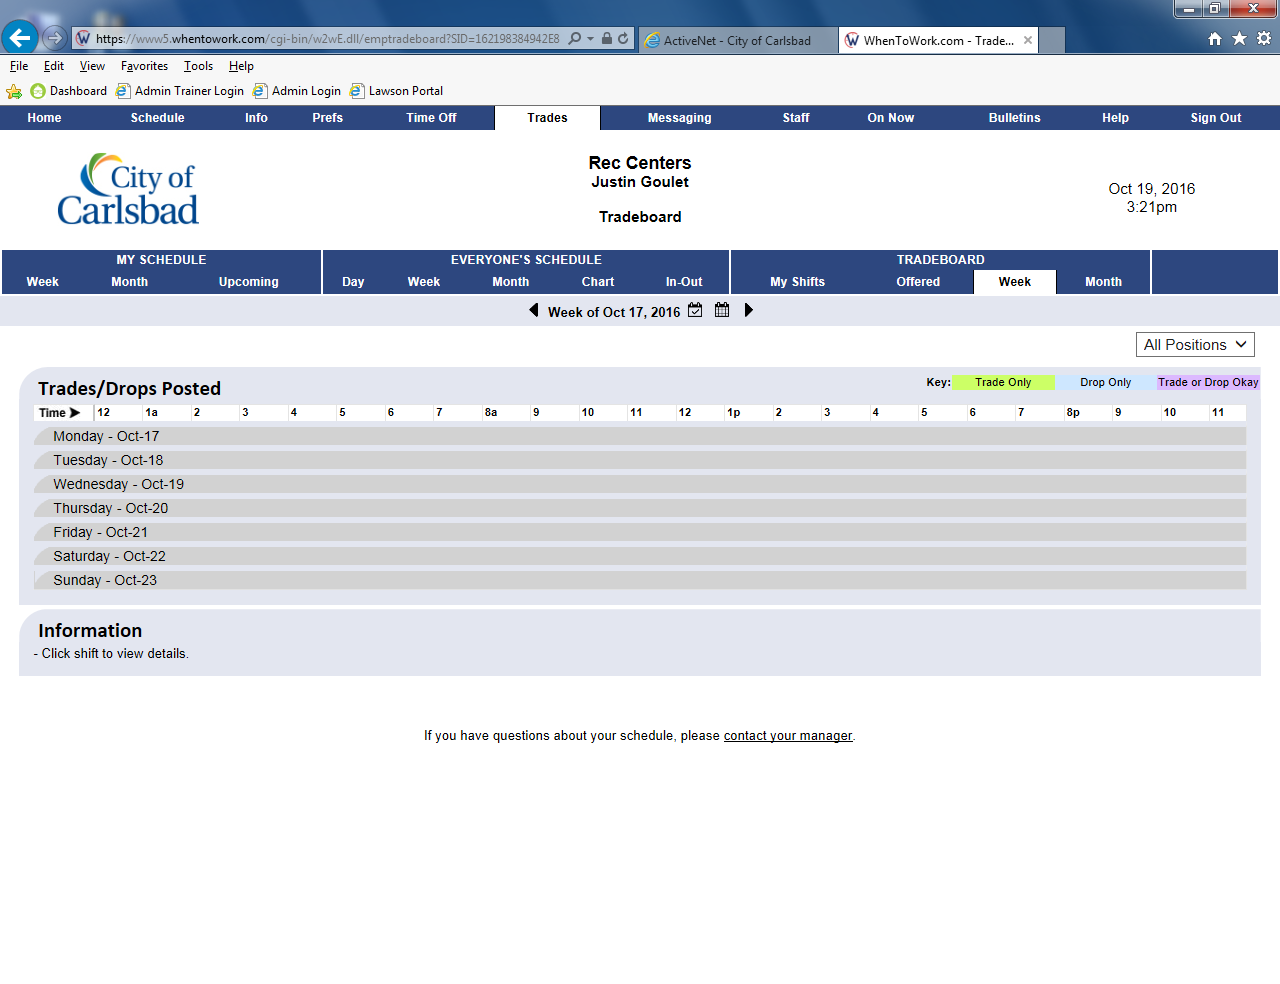 https://www5.whentowork.com/cgi-bin/w2wE.dll/emptradeboard?SID=162198384942E8
ActiveNet - City of Carlsbad
WhenToWork.com - Trade...
File Edit View Favorites Tools Help
Dashboard Admin Trainer Login Admin Login Lawson Portal
Home Schedule Info Prefs Time Off Trades Messaging Staff On Now Bulletins Help Sign Out
City of
Carlsbad
Rec Centers
Justin Goulet
Tradeboard
Oct 19, 2016
3:21pm
MY SCHEDULE EVERYONE'S SCHEDULE TRADEBOARD
Week Month Upcoming Day Week Month Chart In-Out My Shifts Offered Week Month
Week of Oct 17, 2016
All Positions
Trades/Drops Posted
Key: Trade Only Drop Only Trade or Drop Okay
Time 12 1a 2 3 4 5 6 7 8a 9 10 11 12 1p 2 3 4 5 6 7 8p 9 10 11
Monday - Oct-17
Tuesday - Oct-18
Wednesday - Oct-19
Thursday - Oct-20
Friday - Oct-21
Saturday - Oct-22
Sunday - Oct-23
Information
- Click shift to view details.
If you have questions about your schedule, please contact your manager.